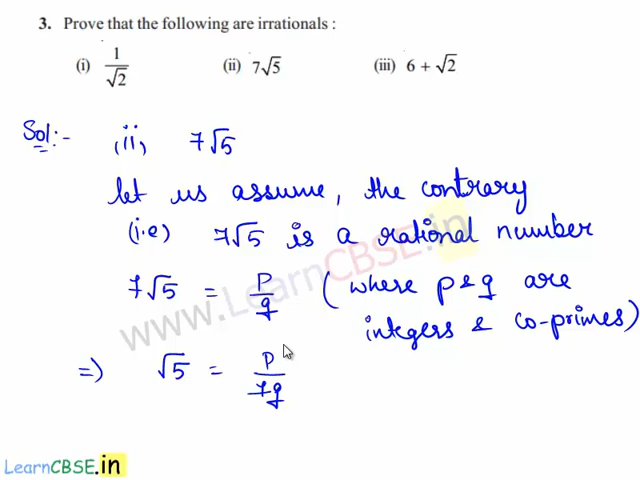 3. Prove that the following are irrationals :
(i) 1/√2 (ii) 7√5 (iii) 6 + √2
Sol:- (ii) 7√5
let us assume, the contrary
(i.e) 7√5 is a rational number
7√5 = p/q (where p & q are
integers & co-primes)
=) √5 = p/7q
www.LearnCBSE.in
LearnCBSE.in